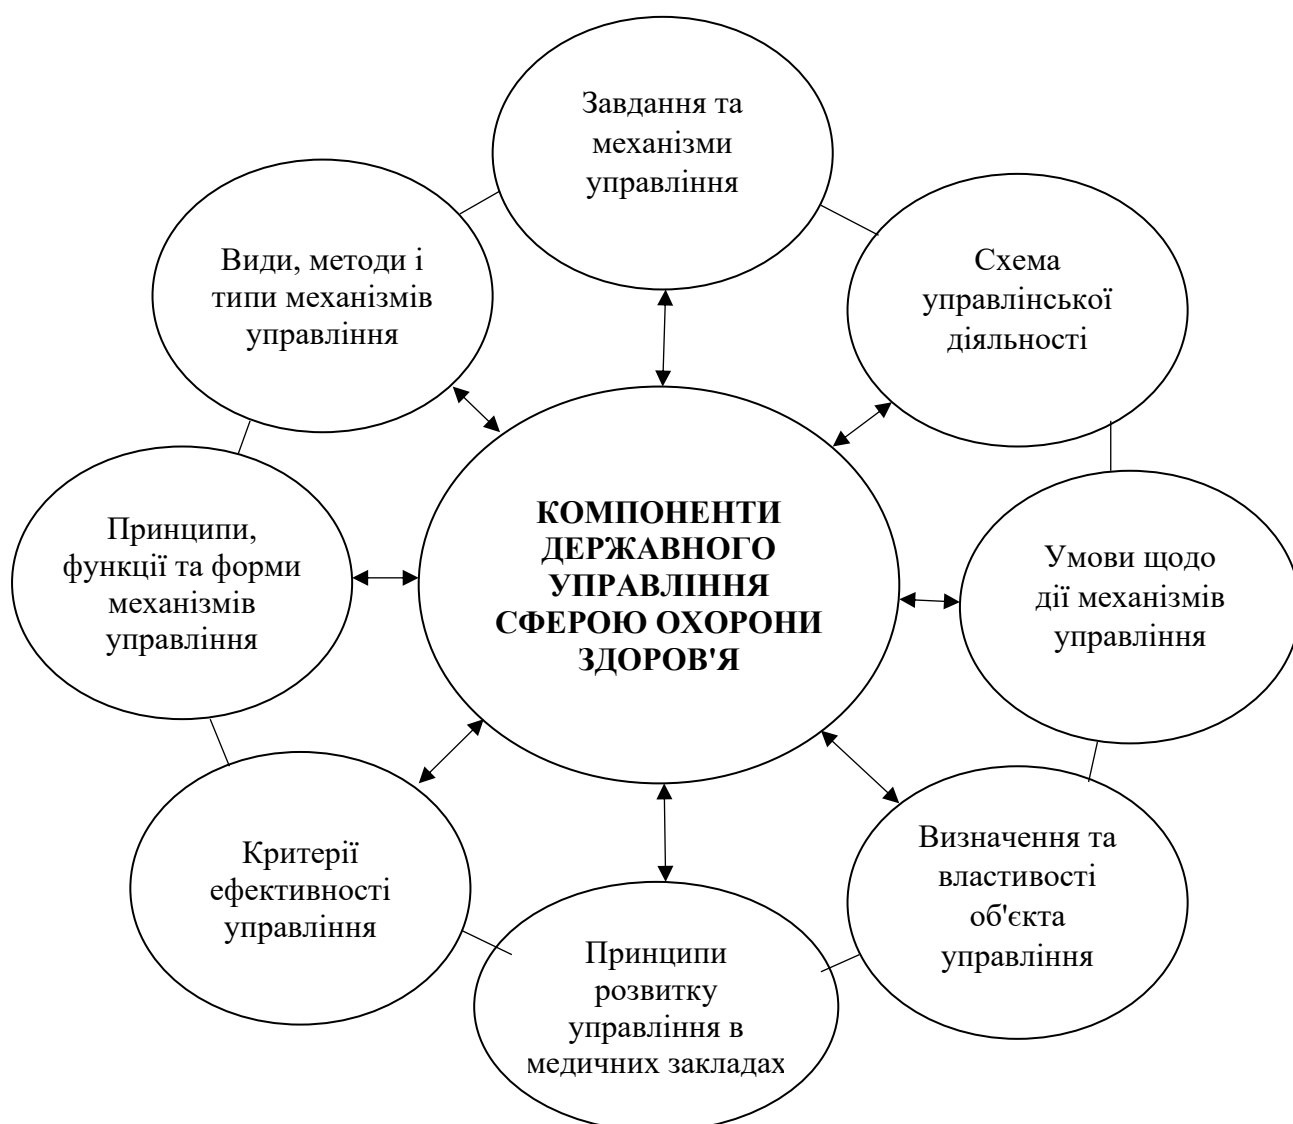 Завдання та
механізми
управління
Види, методи і
типи механізмів
управління
Схема
управлінської
діяльності
Принципи,
функції та форми
механізмів
управління
КОМПОНЕНТИ
ДЕРЖАВНОГО
УПРАВЛІННЯ
СФЕРОЮ ОХОРОНИ
ЗДОРОВ'Я
Умови щодо
дії механізмів
управління
Критерії
ефективності
управління
Визначення та
властивості
об'єкта
управління
Принципи
розвитку
управління в
медичних закладах